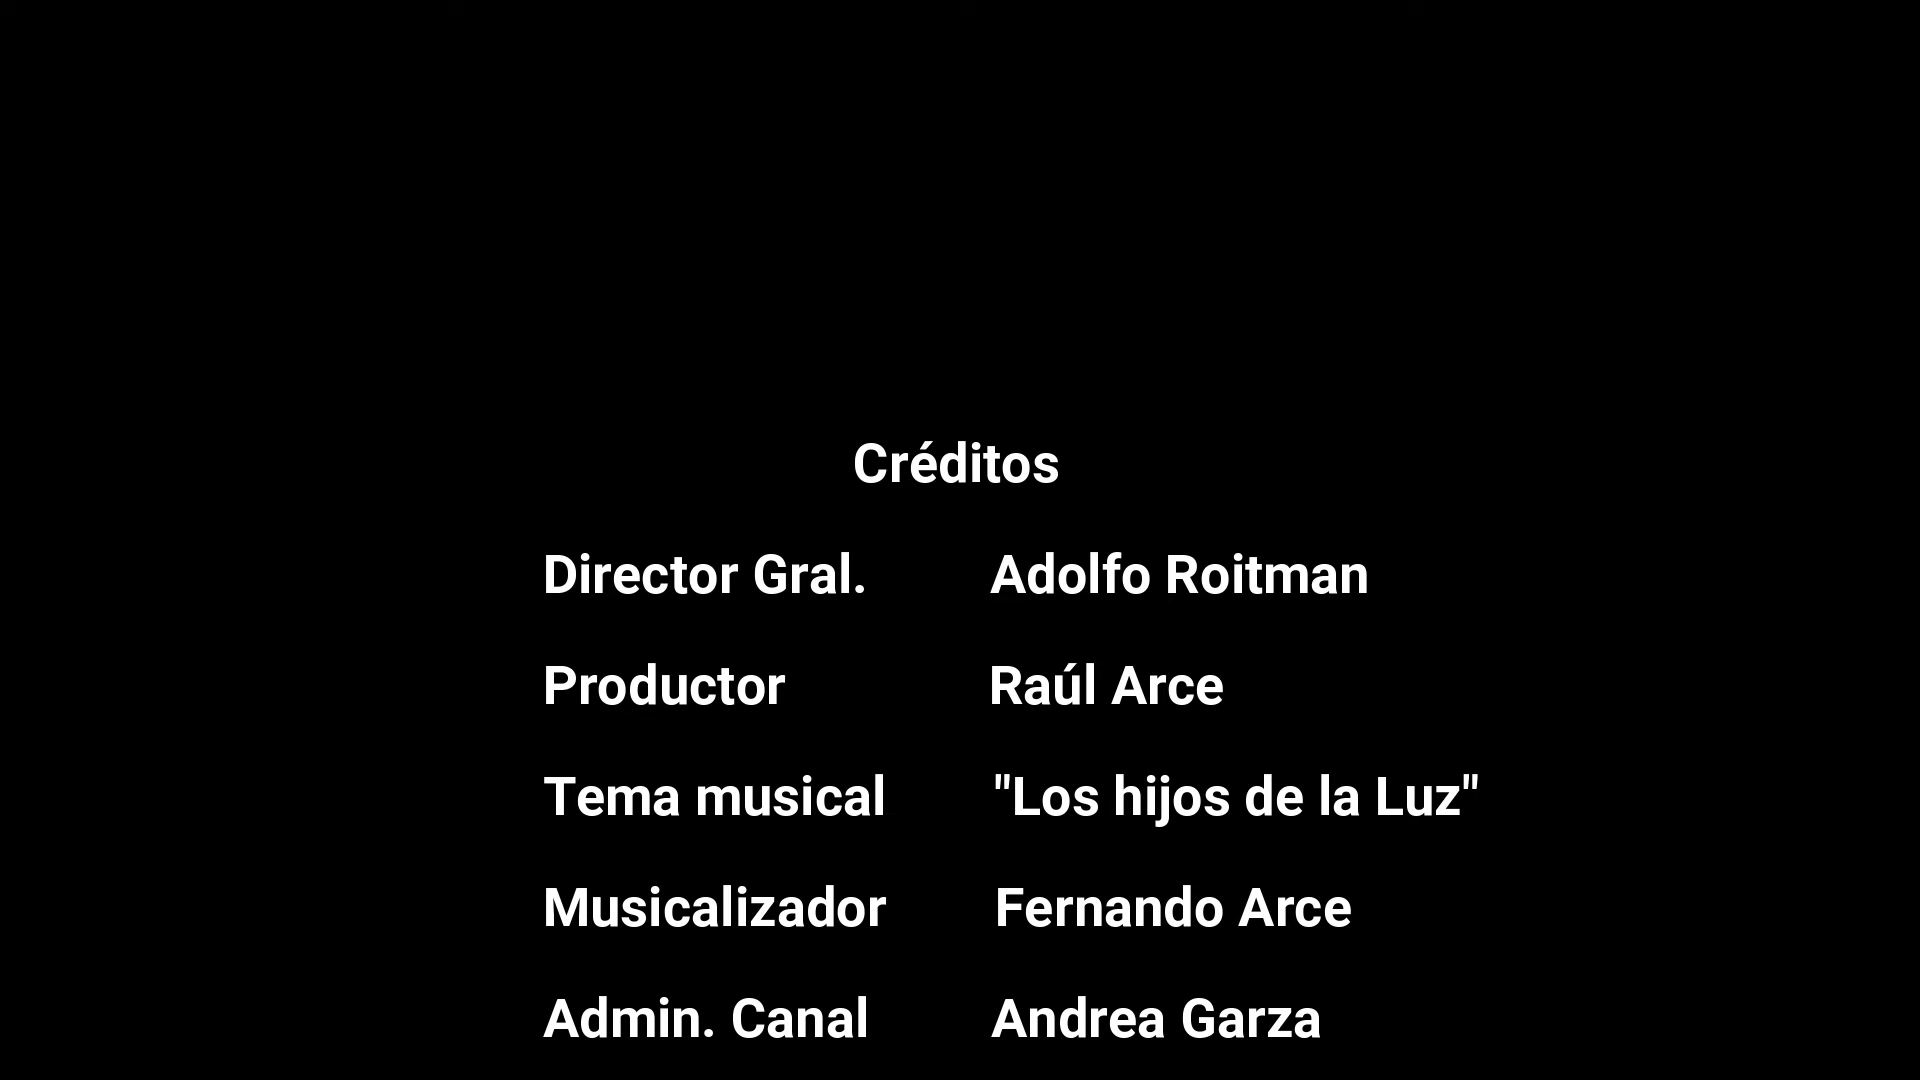 Créditos
Director Gral. Adolfo Roitman
Productor Raúl Arce
Tema musical "Los hijos de la Luz"
Musicalizador Fernando Arce
Admin. Canal Andrea Garza